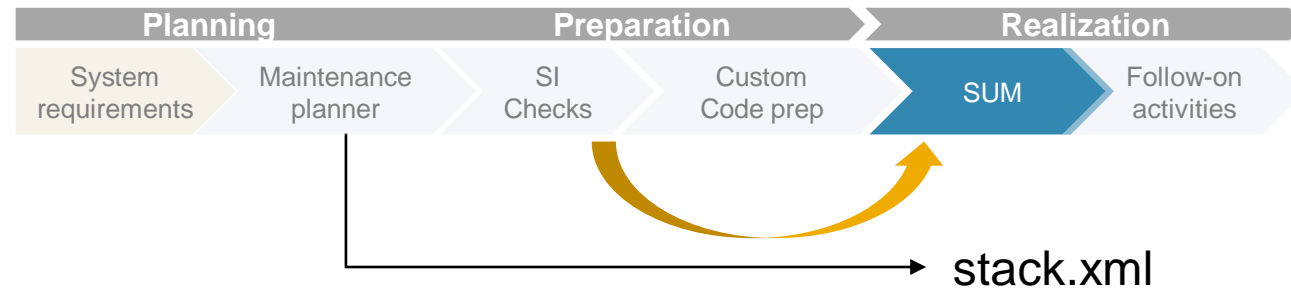 Planning
Preparation
Realization
System
requirements
Maintenance
planner
SI
Checks
Custom
Code prep
SUM
Follow-on
activities
stack.xml